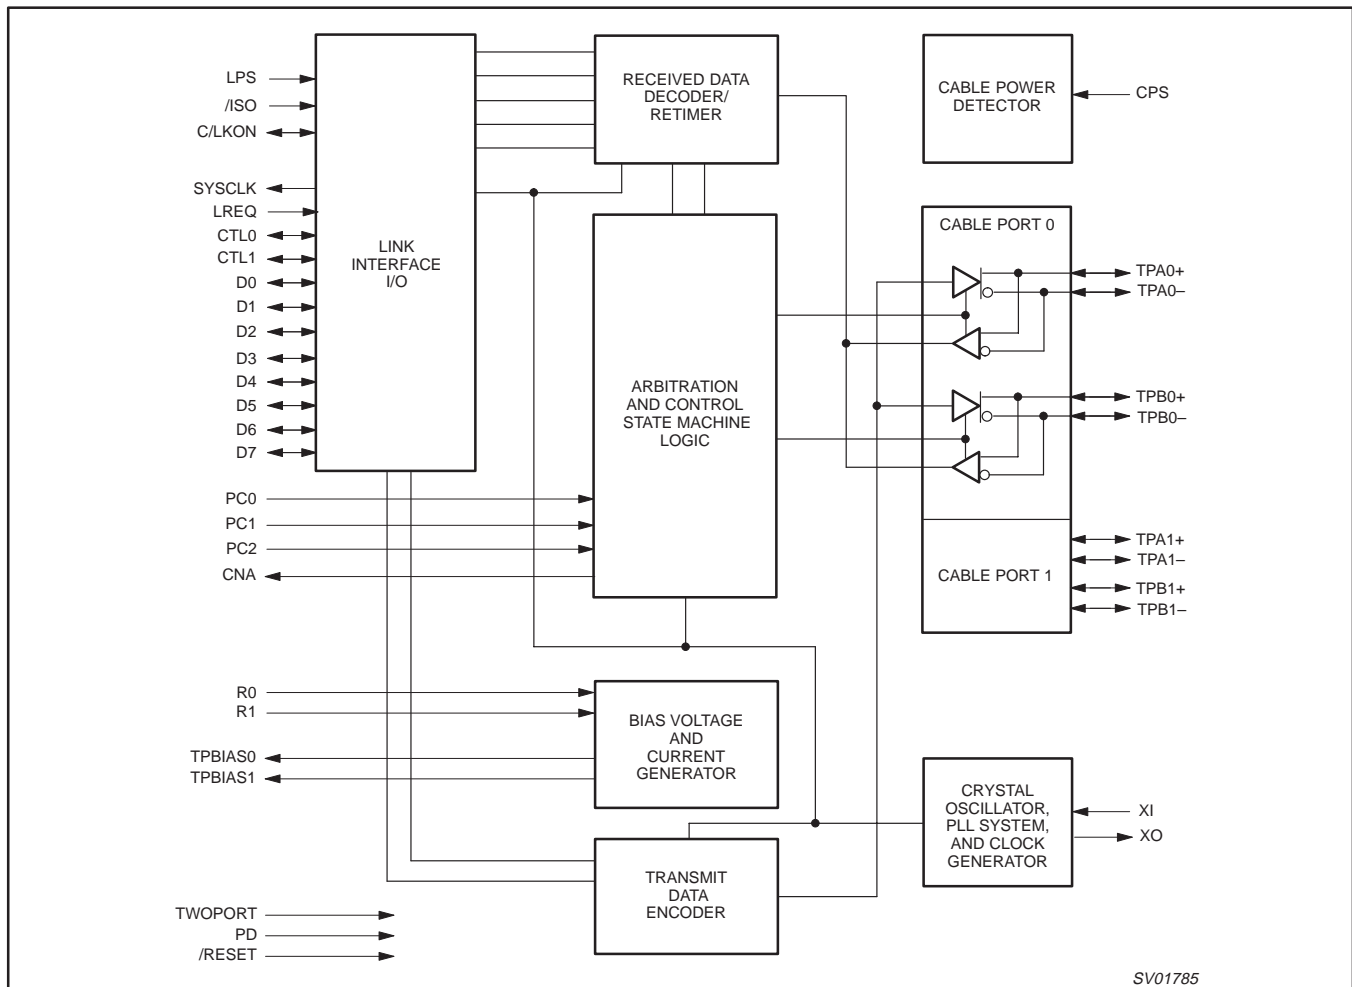 LPS
/ISO
C/LKON
SYSCLK
LREQ
CTL0
CTL1
D0
D1
D2
D3
D4
D5
D6
D7
LINK
INTERFACE
I/O
RECEIVED DATA
DECODER/
RETIMER
CABLE POWER
DETECTOR
CPS
CABLE PORT 0
TPA0+
TPA0–
TPB0+
TPB0–
ARBITRATION
AND CONTROL
STATE MACHINE
LOGIC
PC0
PC1
PC2
CNA
CABLE PORT 1
TPA1+
TPA1–
TPB1+
TPB1–
R0
R1
TPBIAS0
TPBIAS1
BIAS VOLTAGE
AND
CURRENT
GENERATOR
CRYSTAL
OSCILLATOR,
PLL SYSTEM,
AND CLOCK
GENERATOR
XI
XO
TRANSMIT
DATA
ENCODER
TWOPORT
PD
/RESET
SV01785